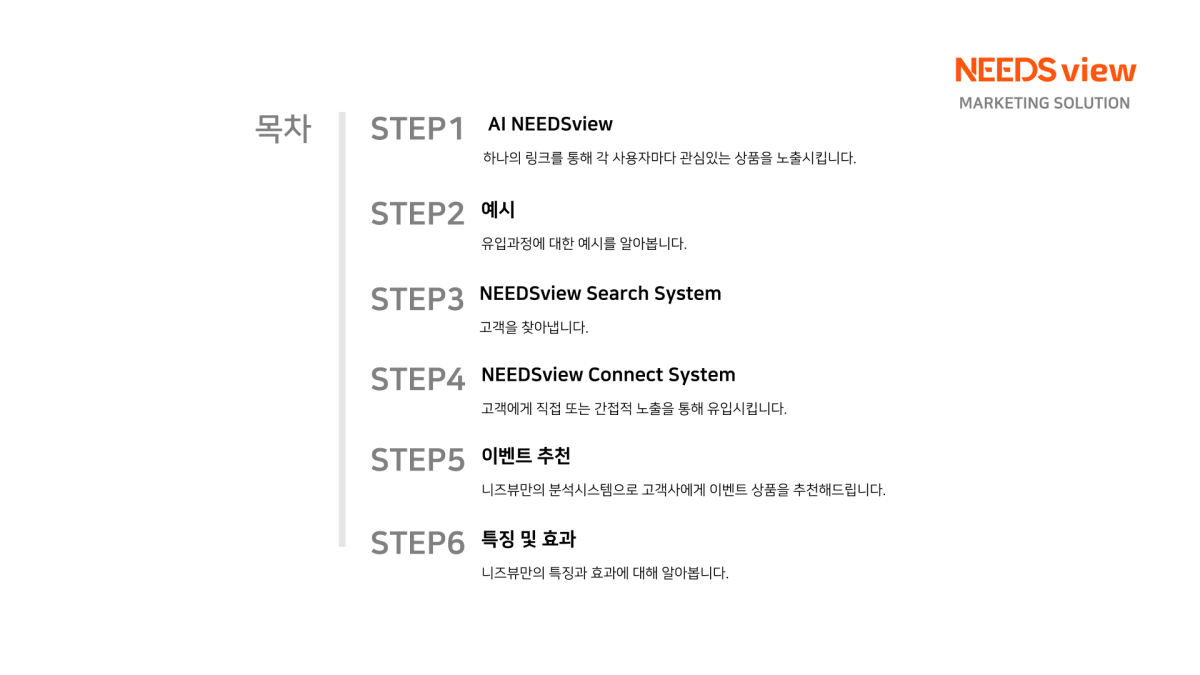 NEEDS view
MARKETING SOLUTION
목차
STEP1 AI NEEDSview
하나의 링크를 통해 각 사용자마다 관심있는 상품을 노출시킵니다.
STEP2 예시
유입과정에 대한 예시를 알아봅니다.
STEP3 NEEDSview Search System
고객을 찾아냅니다.
STEP4 NEEDSview Connect System
고객에게 직접 또는 간접적 노출을 통해 유입시킵니다.
STEP5 이벤트 추천
니즈뷰만의 분석시스템으로 고객사에게 이벤트 상품을 추천해드립니다.
STEP6 특징 및 효과
니즈뷰만의 특징과 효과에 대해 알아봅니다.